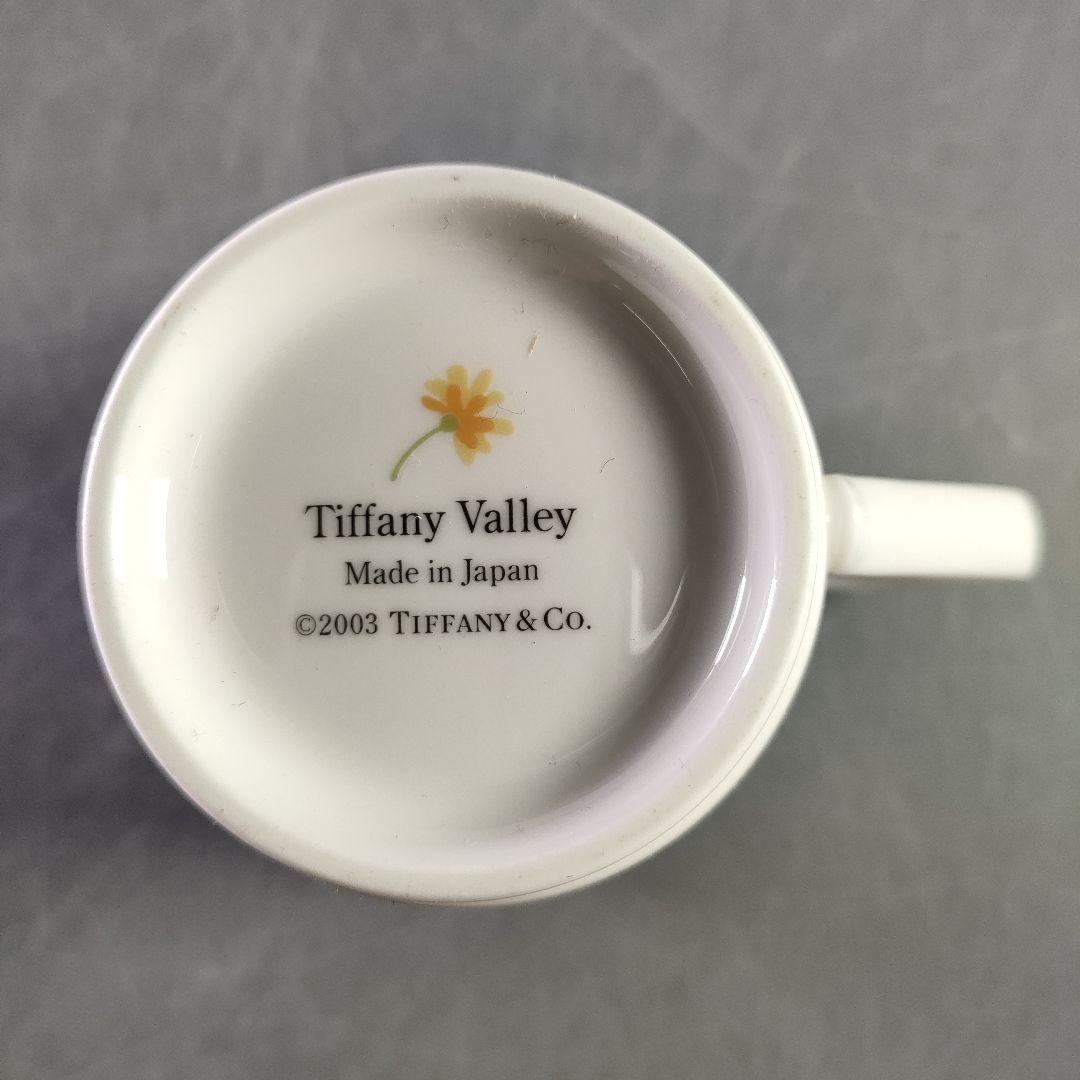 Tiffany Valley
Made in Japan
©2003 TIFFANY & CO.